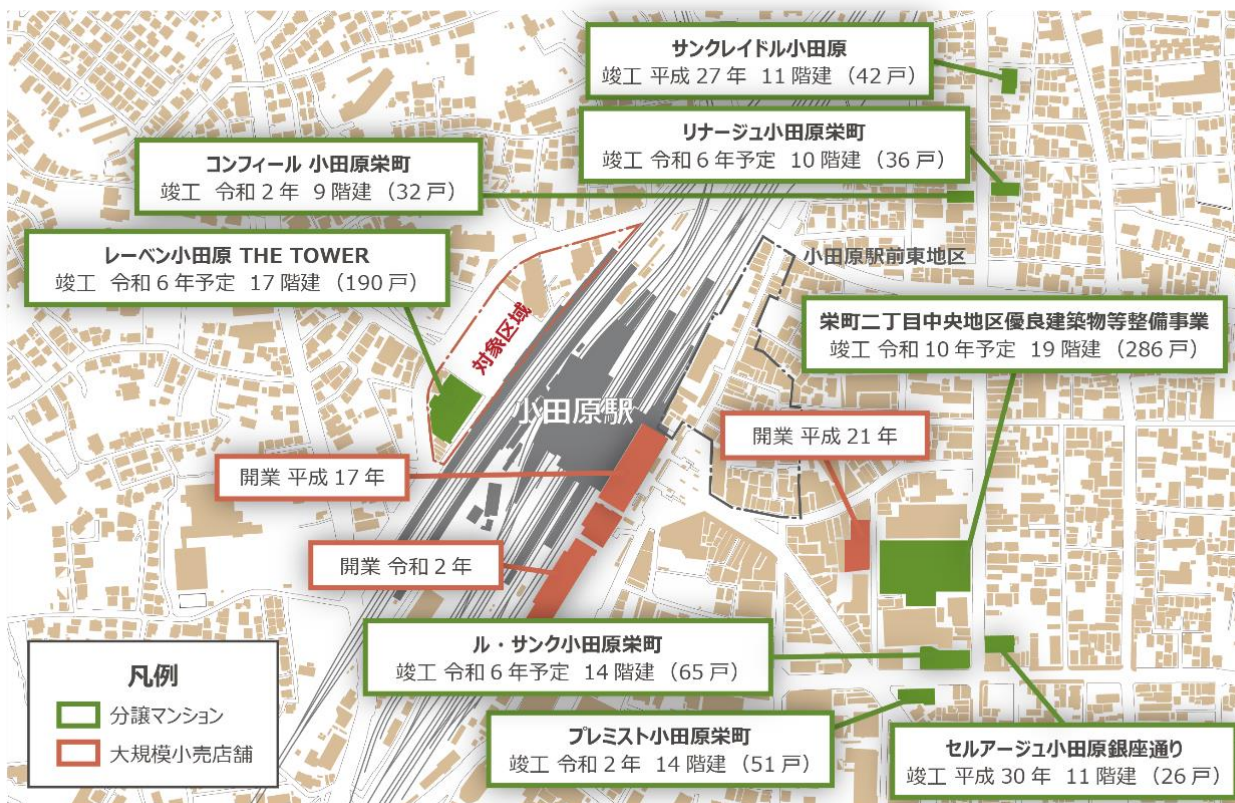 サンクレイドル小田原
竣工 平成 27 年 11 階建 （42 戸）
リナージュ小田原栄町
竣工 令和 6 年予定 10 階建 （36 戸）
コンフィール 小田原栄町
竣工 令和 2 年 9 階建 （32 戸）
レーベン小田原 THE TOWER
竣工 令和 6 年予定 17 階建 （190 戸）
小田原駅前東地区
栄町二丁目中央地区優良建築物等整備事業
竣工 令和 10 年予定 19 階建 （286 戸）
対象区域
小田原駅
開業 平成 21 年
開業 平成 17 年
開業 令和 2 年
ル・サンク小田原栄町
竣工 令和 6 年予定 14 階建 （65 戸）
プレミスト小田原栄町
竣工 令和 2 年 14 階建 （51 戸）
セルアージュ小田原銀座通り
竣工 平成 30 年 11 階建 （26 戸）
凡例
分譲マンション
大規模小売店舗